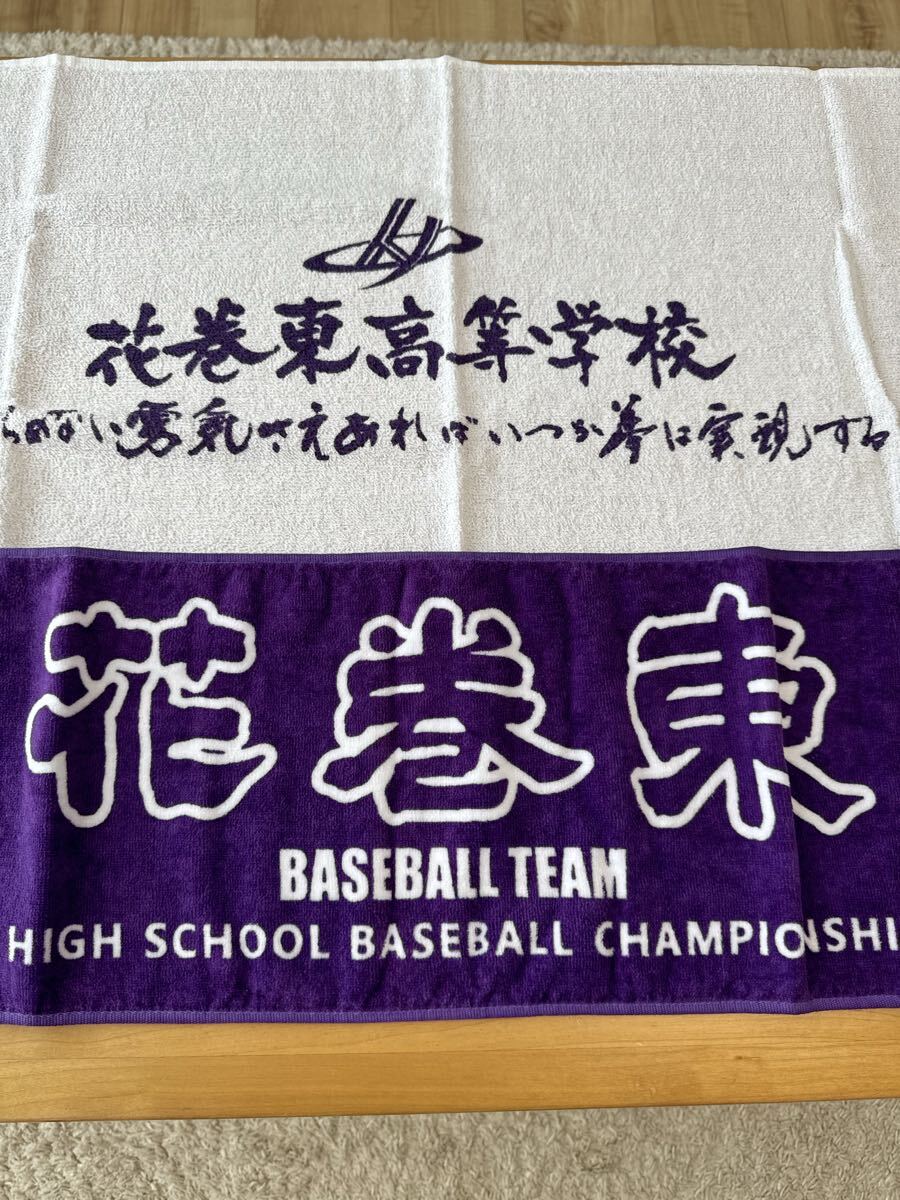 花巻東高等学校
らめない勇気さえあればいつか夢は実現する
花巻東
BASEBALL TEAM
HIGH SCHOOL BASEBALL CHAMPIONSHI